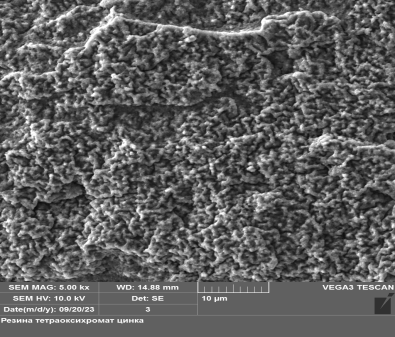 SEM MAG: 5.00 kx
WD: 14.88 mm
VEGA3 TESCAN
SEM HV: 10.0 kV
Det: SE
10 µm
Date(m/d/y): 09/20/23
3
Резина тетраоксихромат цинка